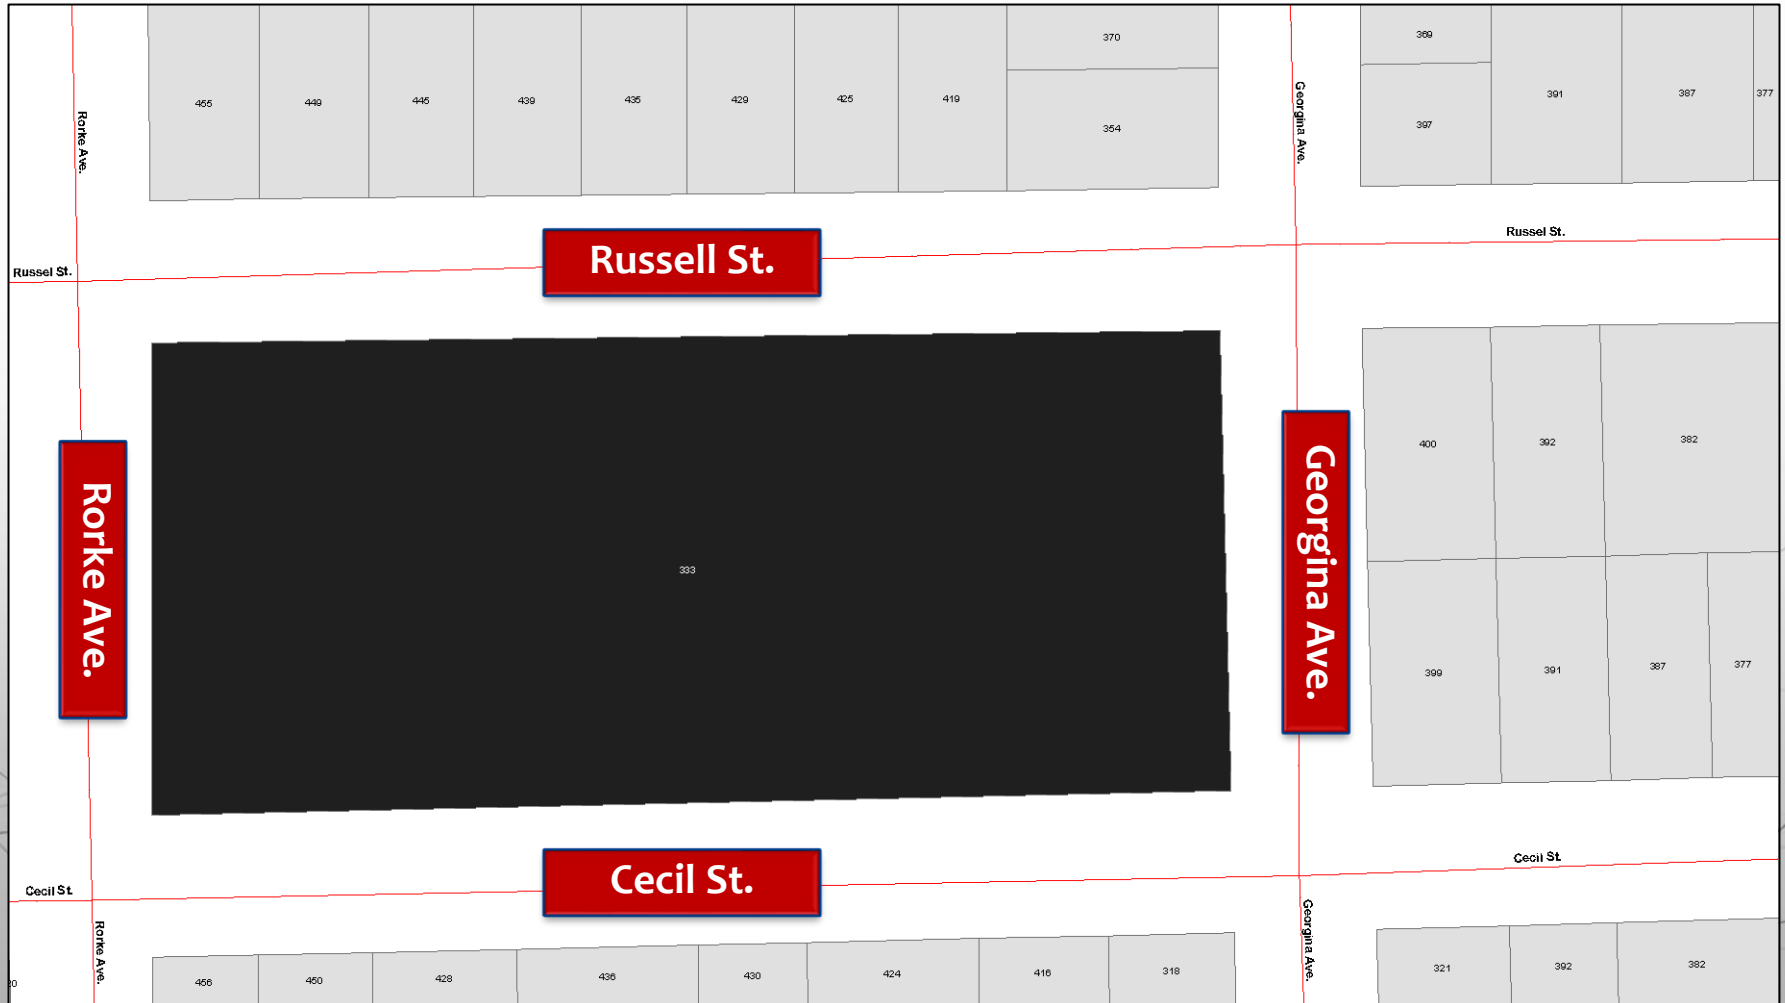 370
369
455
449
445
439
435
429
425
419
391
387
377
354
397
Rorke Ave.
Georgina Ave.
Russel St.
Russell St.
Russel St.
400
392
382
Rorke Ave.
333
Georgina Ave.
399
391
387
377
Cecil St.
Cecil St.
Cecil St.
Rorke Ave.
Georgina Ave.
456
450
428
436
430
424
416
318
321
392
382